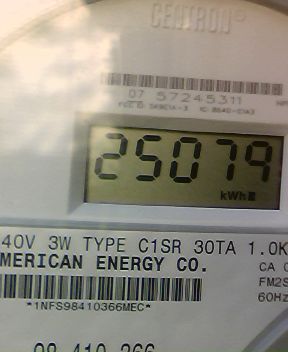 CENTRON®
07 57245311
25079
kWh
40V 3W TYPE C1SR 30TA 1.0K
MERICAN ENERGY CO.
CA
FM2S
60Hz
*1NFS98410366MEC*